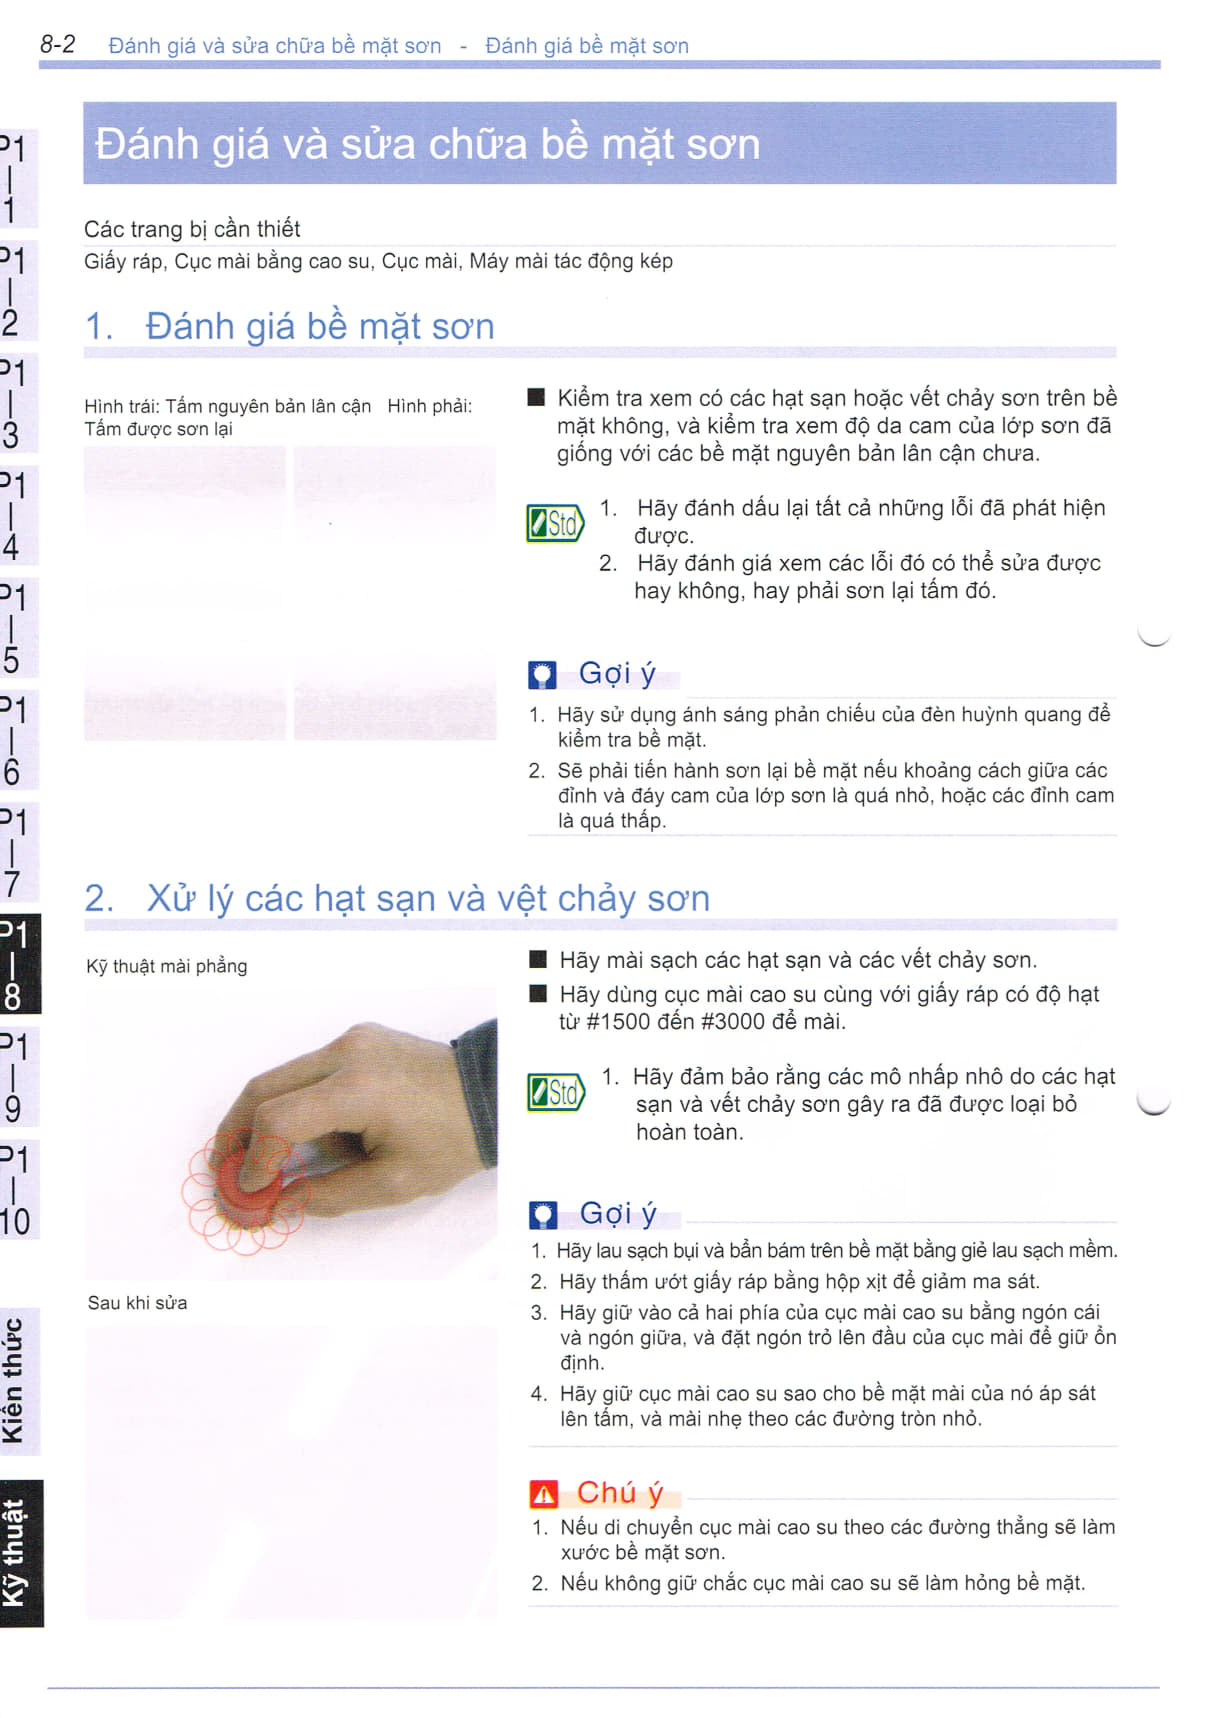 8-2 Đánh giá và sửa chữa bề mặt sơn - Đánh giá bề mặt sơn
Đánh giá và sửa chữa bề mặt sơn
Các trang bị cần thiết
Giấy ráp, Cục mài bằng cao su, Cục mài, Máy mài tác động kép
1. Đánh giá bề mặt sơn
Hình trái: Tấm nguyên bản lân cận Hình phải:
Tấm được sơn lại
■ Kiểm tra xem có các hạt sạn hoặc vết chảy sơn trên bề
mặt không, và kiểm tra xem độ da cam của lớp sơn đã
giống với các bề mặt nguyên bản lân cận chưa.
Std
1. Hãy đánh dấu lại tất cả những lỗi đã phát hiện
được.
2. Hãy đánh giá xem các lỗi đó có thể sửa được
hay không, hay phải sơn lại tấm đó.
Gợi ý
1. Hãy sử dụng ánh sáng phản chiếu của đèn huỳnh quang để
kiểm tra bề mặt.
2. Sẽ phải tiến hành sơn lại bề mặt nếu khoảng cách giữa các
đỉnh và đáy cam của lớp sơn là quá nhỏ, hoặc các đỉnh cam
là quá thấp.
2. Xử lý các hạt sạn và vệt chảy sơn
Kỹ thuật mài phẳng
■ Hãy mài sạch các hạt sạn và các vết chảy sơn.
■ Hãy dùng cục mài cao su cùng với giấy ráp có độ hạt
từ #1500 đến #3000 để mài.
Std
1. Hãy đảm bảo rằng các mô nhấp nhô do các hạt
sạn và vết chảy sơn gây ra đã được loại bỏ
hoàn toàn.
Gợi ý
1. Hãy lau sạch bụi và bẩn bám trên bề mặt bằng giẻ lau sạch mềm.
2. Hãy thấm ướt giấy ráp bằng hộp xịt để giảm ma sát.
3. Hãy giữ vào cả hai phía của cục mài cao su bằng ngón cái
và ngón giữa, và đặt ngón trỏ lên đầu của cục mài để giữ ổn
định.
4. Hãy giữ cục mài cao su sao cho bề mặt mài của nó áp sát
lên tấm, và mài nhẹ theo các đường tròn nhỏ.
Sau khi sửa
Chú ý
1. Nếu di chuyển cục mài cao su theo các đường thẳng sẽ làm
xước bề mặt sơn.
2. Nếu không giữ chắc cục mài cao su sẽ làm hỏng bề mặt.
P1
1
P1
2
P1
3
P1
4
P1
5
P1
6
P1
7
P1
8
P1
9
P1
10
Kiến thức
Kỹ thuật